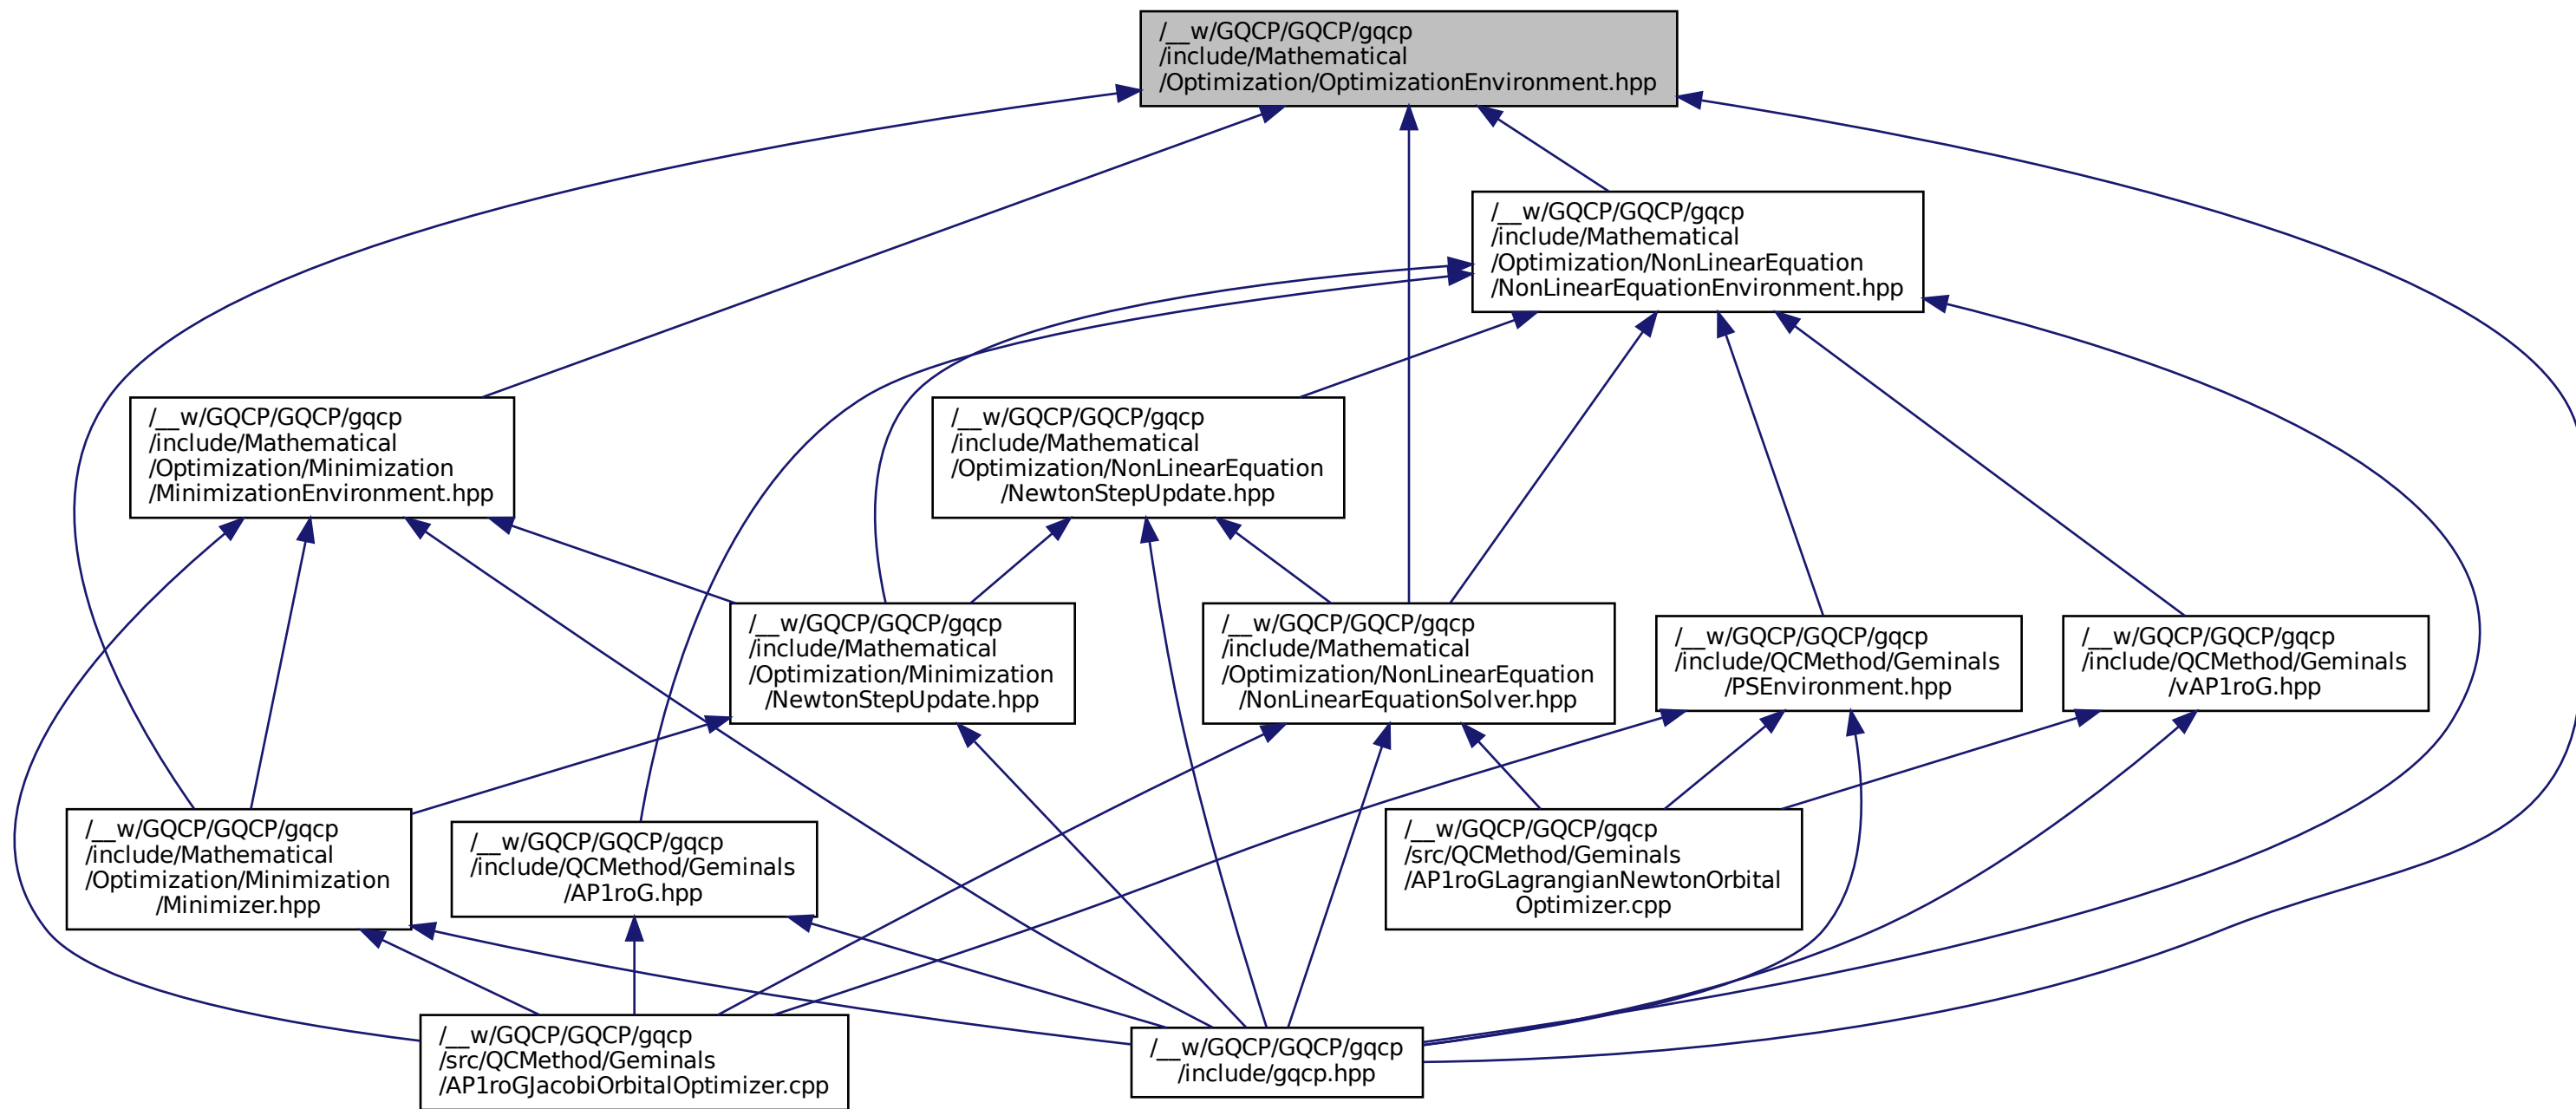 /__w/GQCP/GQCP/gqcp
/include/Mathematical
/Optimization/OptimizationEnvironment.hpp
/__w/GQCP/GQCP/gqcp
/include/Mathematical
/Optimization/NonLinearEquation
/NonLinearEquationEnvironment.hpp
/__w/GQCP/GQCP/gqcp
/include/Mathematical
/Optimization/Minimization
/MinimizationEnvironment.hpp
/__w/GQCP/GQCP/gqcp
/include/Mathematical
/Optimization/NonLinearEquation
/NewtonStepUpdate.hpp
/__w/GQCP/GQCP/gqcp
/include/Mathematical
/Optimization/Minimization
/NewtonStepUpdate.hpp
/__w/GQCP/GQCP/gqcp
/include/Mathematical
/Optimization/NonLinearEquation
/NonLinearEquationSolver.hpp
/__w/GQCP/GQCP/gqcp
/include/QCMethod/Geminals
/PSEnvironment.hpp
/__w/GQCP/GQCP/gqcp
/include/QCMethod/Geminals
/vAP1roG.hpp
/__w/GQCP/GQCP/gqcp
/include/Mathematical
/Optimization/Minimization
/Minimizer.hpp
/__w/GQCP/GQCP/gqcp
/include/QCMethod/Geminals
/AP1roG.hpp
/__w/GQCP/GQCP/gqcp
/src/QCMethod/Geminals
/AP1roGLagrangianNewtonOrbital
Optimizer.cpp
/__w/GQCP/GQCP/gqcp
/src/QCMethod/Geminals
/AP1roGJacobiOrbitalOptimizer.cpp
/__w/GQCP/GQCP/gqcp
/include/gqcp.hpp